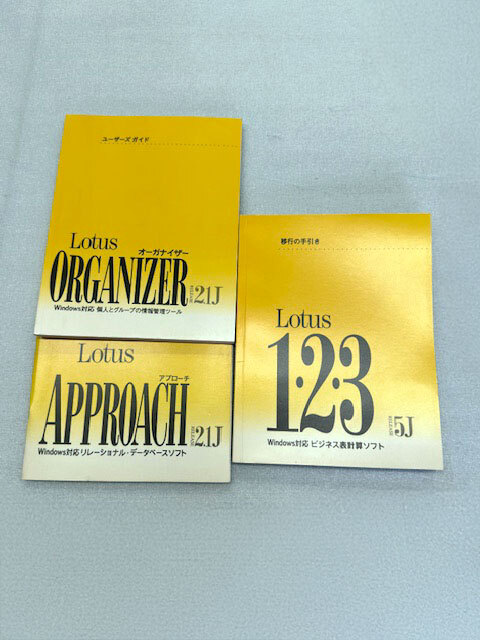 ユーザーズガイド
Lotus
オーガナイザー
ORGANIZER RELEASE 2.1J
Windows対応 個人とグループの情報管理ツール
Lotus
アプローチ
APPROACH RELEASE 2.1J
Windows対応 リレーショナル・データベースソフト
移行の手引き
Lotus
1・2・3 RELEASE 5J
Windows対応 ビジネス表計算ソフト